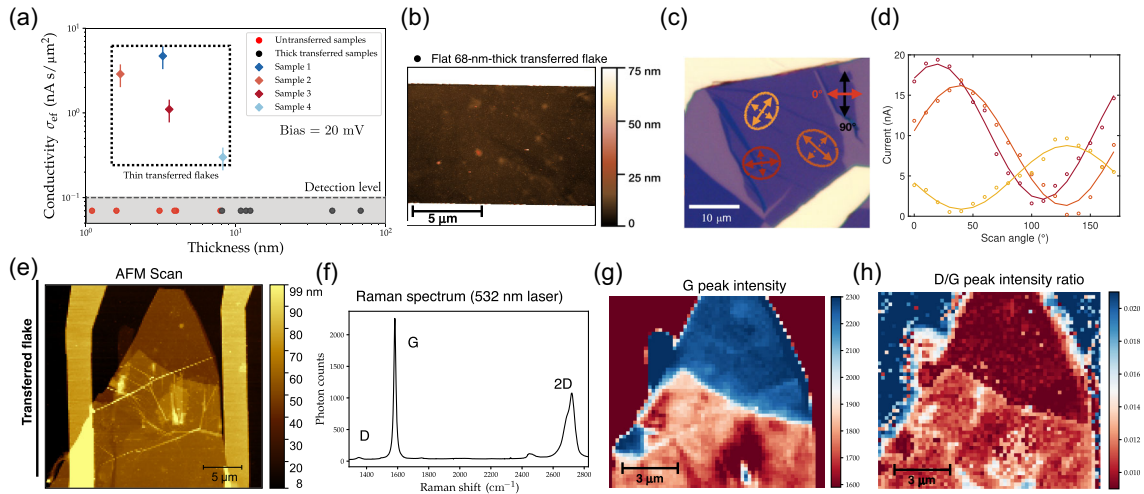 (a)
Conductivity σef (nA s / μm²)
10¹
10⁰
10⁻¹
10⁰
10¹
10²
Thickness (nm)
Untransferred samples
Thick transferred samples
Sample 1
Sample 2
Sample 3
Sample 4
Bias = 20 mV
Thin transferred flakes
Detection level
(b)
Flat 68-nm-thick transferred flake
75 nm
50 nm
25 nm
0
5 μm
(c)
0°
90°
10 μm
(d)
Current (nA)
20
15
10
5
0
0
50
100
150
Scan angle (°)
(e)
AFM Scan
Transferred flake
99 nm
90
80
70
60
50
40
30
20
10
8
5 μm
(f)
Raman spectrum (532 nm laser)
Photon counts
2000
1500
1000
500
0
D
G
2D
1400
1600
1800
2000
2200
2400
2600
2800
Raman shift (cm⁻¹)
(g)
G peak intensity
2300
2200
2100
2000
1900
1800
1700
1600
3 μm
(h)
D/G peak intensity ratio
0.020
0.018
0.016
0.014
0.012
0.010
3 μm